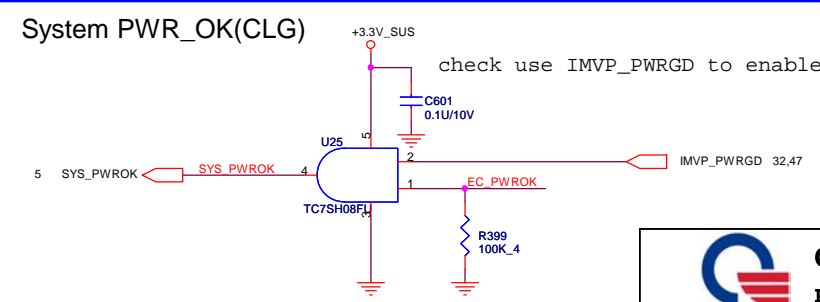 System PWR_OK(CLG)
+3.3V_SUS
check use IMVP_PWRGD to enable
C601
0.1U/10V
U25
5
2
IMVP_PWRGD 32,47
5 SYS_PWROK
SYS_PWROK
4
1
EC_PWROK
TC7SH08FU
3
R399
100K_4